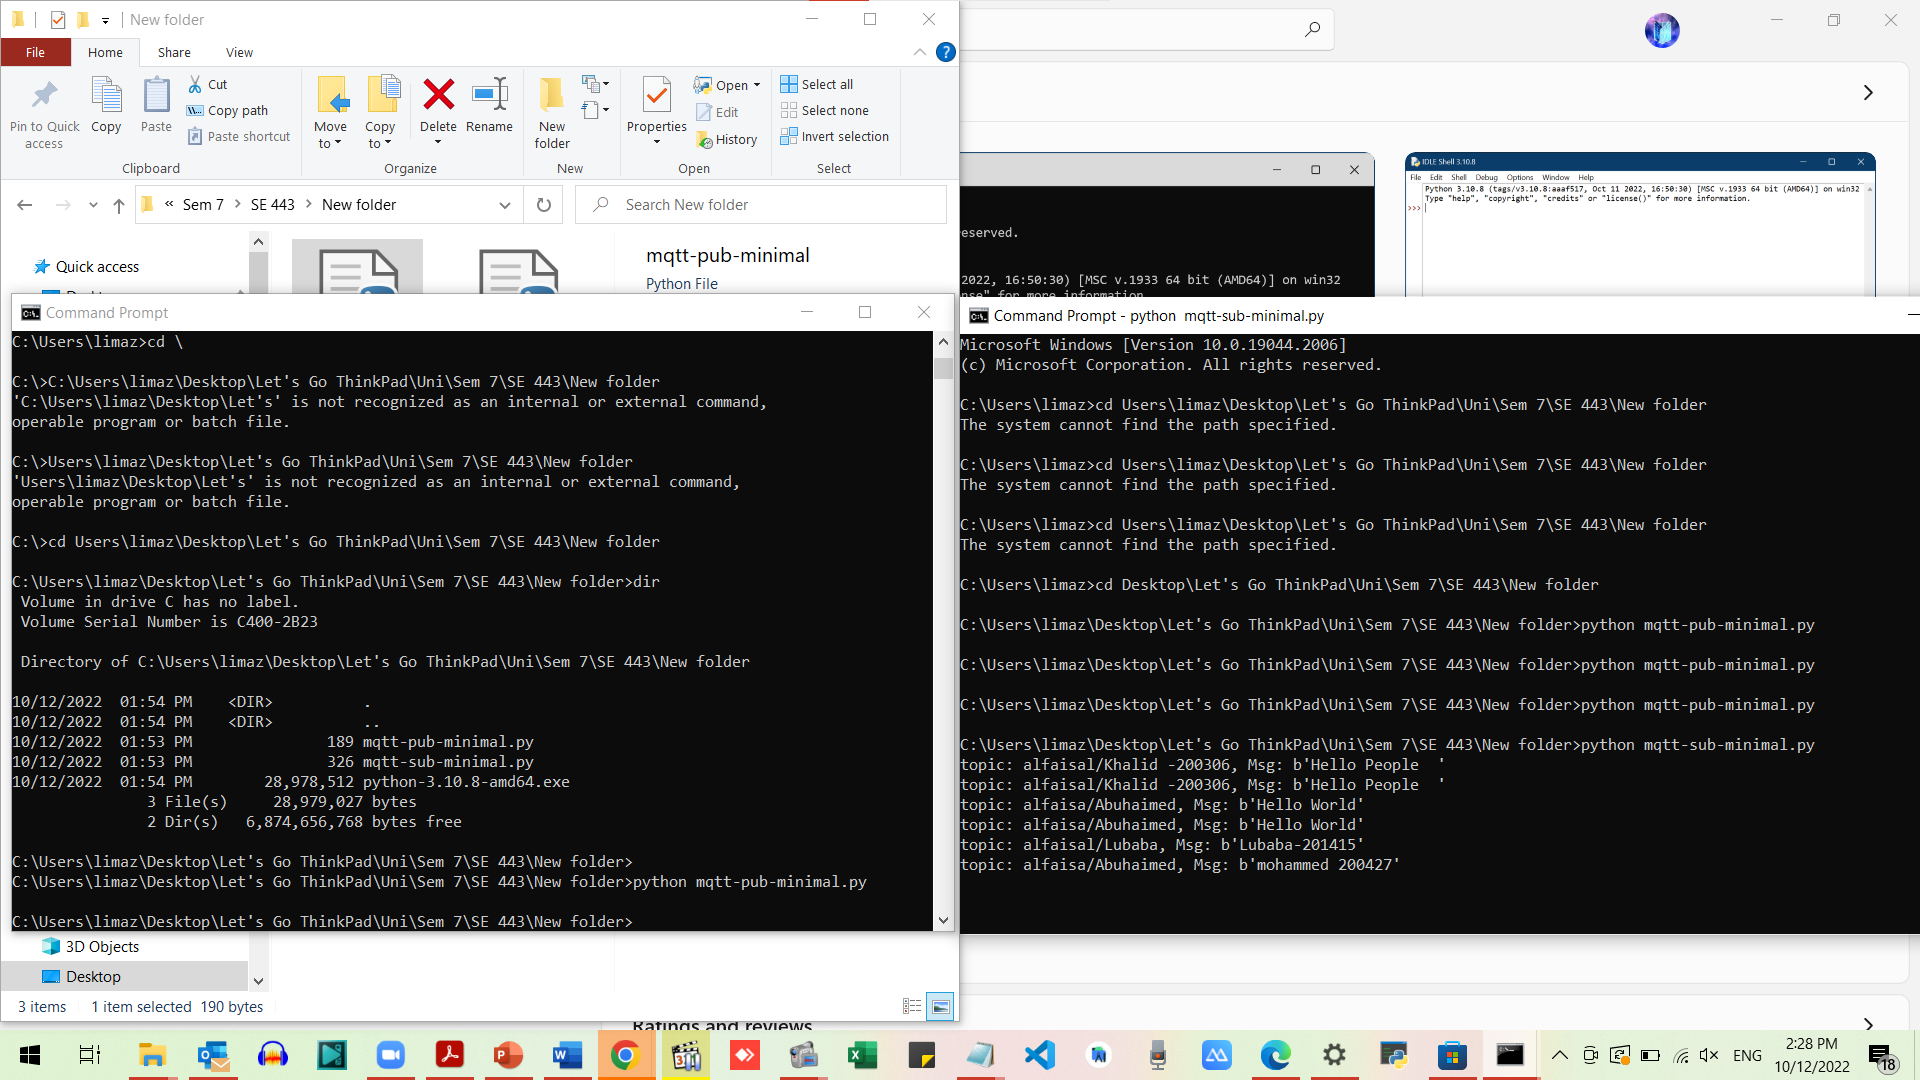 New folder
File
Home
Share
View
Pin to Quick access
Copy
Paste
Cut
Copy path
Paste shortcut
Clipboard
Move to
Copy to
Delete
Rename
Organize
New folder
New
Properties
Open
Edit
History
Open
Select all
Select none
Invert selection
Select
« Sem 7 > SE 443 > New folder
Search New folder
Quick access
mqtt-pub-minimal
Python File
eserved.
2022, 16:50:30) [MSC v.1933 64 bit (AMD64)] on win32
nse" for more information
IDLE Shell 3.10.8
File Edit Shell Debug Options Window Help
Python 3.10.8 (tags/v3.10.8:aaaf517, Oct 11 2022, 16:50:30) [MSC v.1933 64 bit (AMD64)] on win32
Type "help", "copyright", "credits" or "license()" for more information.
>>>
Command Prompt
C:\Users\limaz>cd \
C:\>C:\Users\limaz\Desktop\Let's Go ThinkPad\Uni\Sem 7\SE 443\New folder
'C:\Users\limaz\Desktop\Let's' is not recognized as an internal or external command,
operable program or batch file.
C:\>Users\limaz\Desktop\Let's Go ThinkPad\Uni\Sem 7\SE 443\New folder
'Users\limaz\Desktop\Let's' is not recognized as an internal or external command,
operable program or batch file.
C:\>cd Users\limaz\Desktop\Let's Go ThinkPad\Uni\Sem 7\SE 443\New folder
C:\Users\limaz\Desktop\Let's Go ThinkPad\Uni\Sem 7\SE 443\New folder>dir
Volume in drive C has no label.
Volume Serial Number is C400-2B23
Directory of C:\Users\limaz\Desktop\Let's Go ThinkPad\Uni\Sem 7\SE 443\New folder
10/12/2022 01:54 PM <DIR> .
10/12/2022 01:54 PM <DIR> ..
10/12/2022 01:53 PM 189 mqtt-pub-minimal.py
10/12/2022 01:53 PM 326 mqtt-sub-minimal.py
10/12/2022 01:54 PM 28,978,512 python-3.10.8-amd64.exe
3 File(s) 28,979,027 bytes
2 Dir(s) 6,874,656,768 bytes free
C:\Users\limaz\Desktop\Let's Go ThinkPad\Uni\Sem 7\SE 443\New folder>
C:\Users\limaz\Desktop\Let's Go ThinkPad\Uni\Sem 7\SE 443\New folder>python mqtt-pub-minimal.py
C:\Users\limaz\Desktop\Let's Go ThinkPad\Uni\Sem 7\SE 443\New folder>
Command Prompt - python mqtt-sub-minimal.py
Microsoft Windows [Version 10.0.19044.2006]
(c) Microsoft Corporation. All rights reserved.
C:\Users\limaz>cd Users\limaz\Desktop\Let's Go ThinkPad\Uni\Sem 7\SE 443\New folder
The system cannot find the path specified.
C:\Users\limaz>cd Users\limaz\Desktop\Let's Go ThinkPad\Uni\Sem 7\SE 443\New folder
The system cannot find the path specified.
C:\Users\limaz>cd Users\limaz\Desktop\Let's Go ThinkPad\Uni\Sem 7\SE 443\New folder
The system cannot find the path specified.
C:\Users\limaz>cd Desktop\Let's Go ThinkPad\Uni\Sem 7\SE 443\New folder
C:\Users\limaz\Desktop\Let's Go ThinkPad\Uni\Sem 7\SE 443\New folder>python mqtt-pub-minimal.py
C:\Users\limaz\Desktop\Let's Go ThinkPad\Uni\Sem 7\SE 443\New folder>python mqtt-pub-minimal.py
C:\Users\limaz\Desktop\Let's Go ThinkPad\Uni\Sem 7\SE 443\New folder>python mqtt-pub-minimal.py
C:\Users\limaz\Desktop\Let's Go ThinkPad\Uni\Sem 7\SE 443\New folder>python mqtt-sub-minimal.py
topic: alfaisal/Khalid -200306, Msg: b'Hello People  '
topic: alfaisal/Khalid -200306, Msg: b'Hello People  '
topic: alfaisa/Abuhaimed, Msg: b'Hello World'
topic: alfaisa/Abuhaimed, Msg: b'Hello World'
topic: alfaisal/Lubaba, Msg: b'Lubaba-201415'
topic: alfaisa/Abuhaimed, Msg: b'mohammed 200427'
3D Objects
Desktop
3 items 1 item selected 190 bytes
Ratings and reviews
ENG
2:28 PM
10/12/2022
18